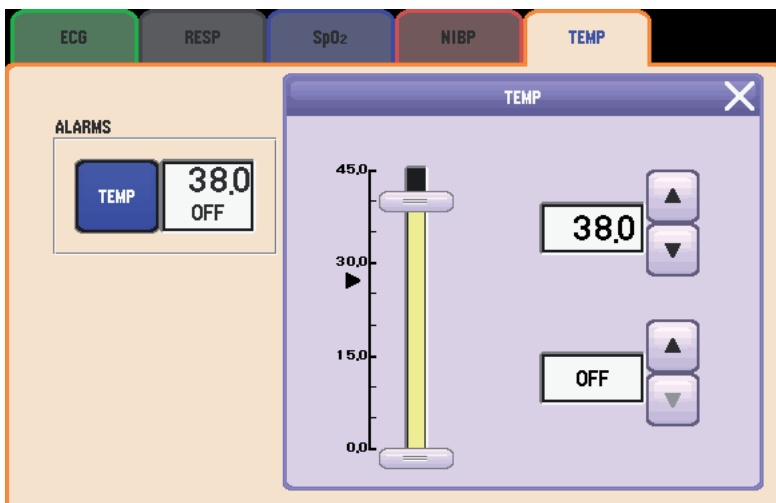 ECG RESP SpO₂ NIBP TEMP
TEMP
ALARMS
TEMP 38.0
OFF
45.0
30.0
15.0
0.0
38.0
OFF